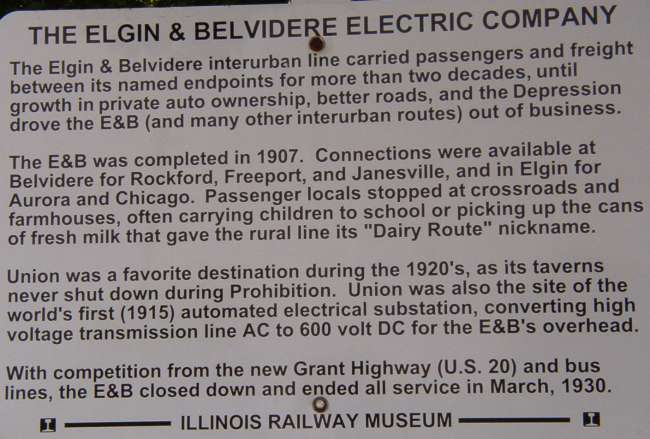 THE ELGIN & BELVIDERE ELECTRIC COMPANY
The Elgin & Belvidere interurban line carried passengers and freight
between its named endpoints for more than two decades, until
growth in private auto ownership, better roads, and the Depression
drove the E&B (and many other interurban routes) out of business.
The E&B was completed in 1907. Connections were available at
Belvidere for Rockford, Freeport, and Janesville, and in Elgin for
Aurora and Chicago. Passenger locals stopped at crossroads and
farmhouses, often carrying children to school or picking up the cans
of fresh milk that gave the rural line its "Dairy Route" nickname.
Union was a favorite destination during the 1920's, as its taverns
never shut down during Prohibition. Union was also the site of the
world's first (1915) automated electrical substation, converting high
voltage transmission line AC to 600 volt DC for the E&B's overhead.
With competition from the new Grant Highway (U.S. 20) and bus
lines, the E&B closed down and ended all service in March, 1930.
ILLINOIS RAILWAY MUSEUM